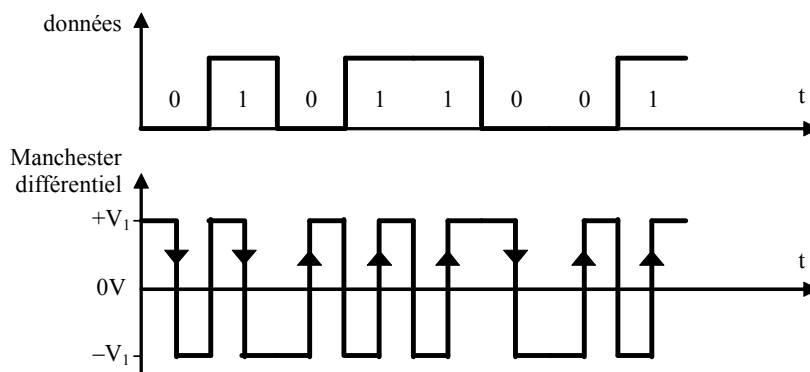 données
0 1 0 1 1 0 0 1 t
Manchester
différentiel
+V1
t
0V
–V1